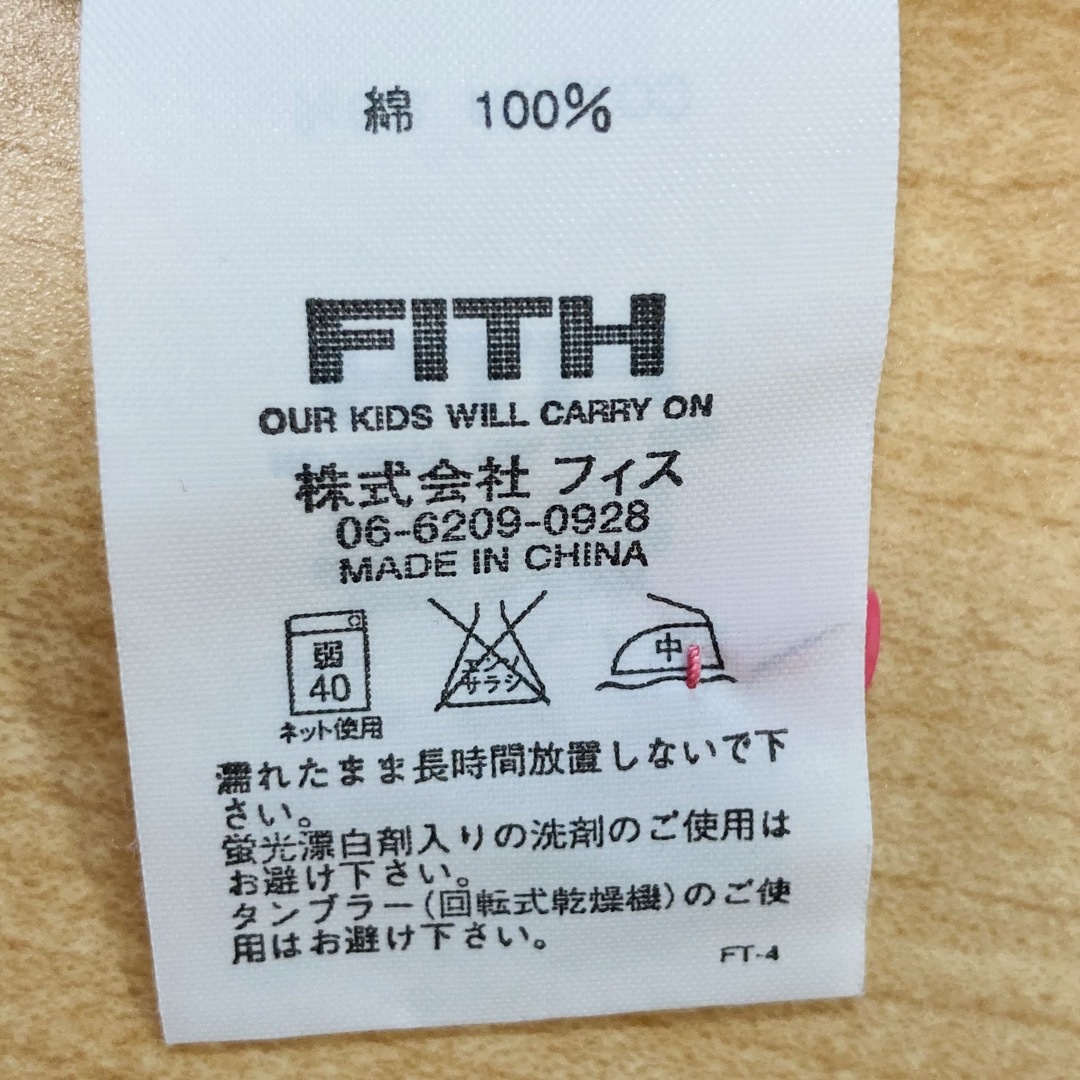 綿 100%
FITH
OUR KIDS WILL CARRY ON
株式会社 フィス
06-6209-0928
MADE IN CHINA
弱
40
ネット使用
エンソ
サラシ
中
濡れたまま長時間放置しないで下
さい。
蛍光漂白剤入りの洗剤のご使用は
お避け下さい。
タンブラー(回転式乾燥機)のご使
用はお避け下さい。
FT-4